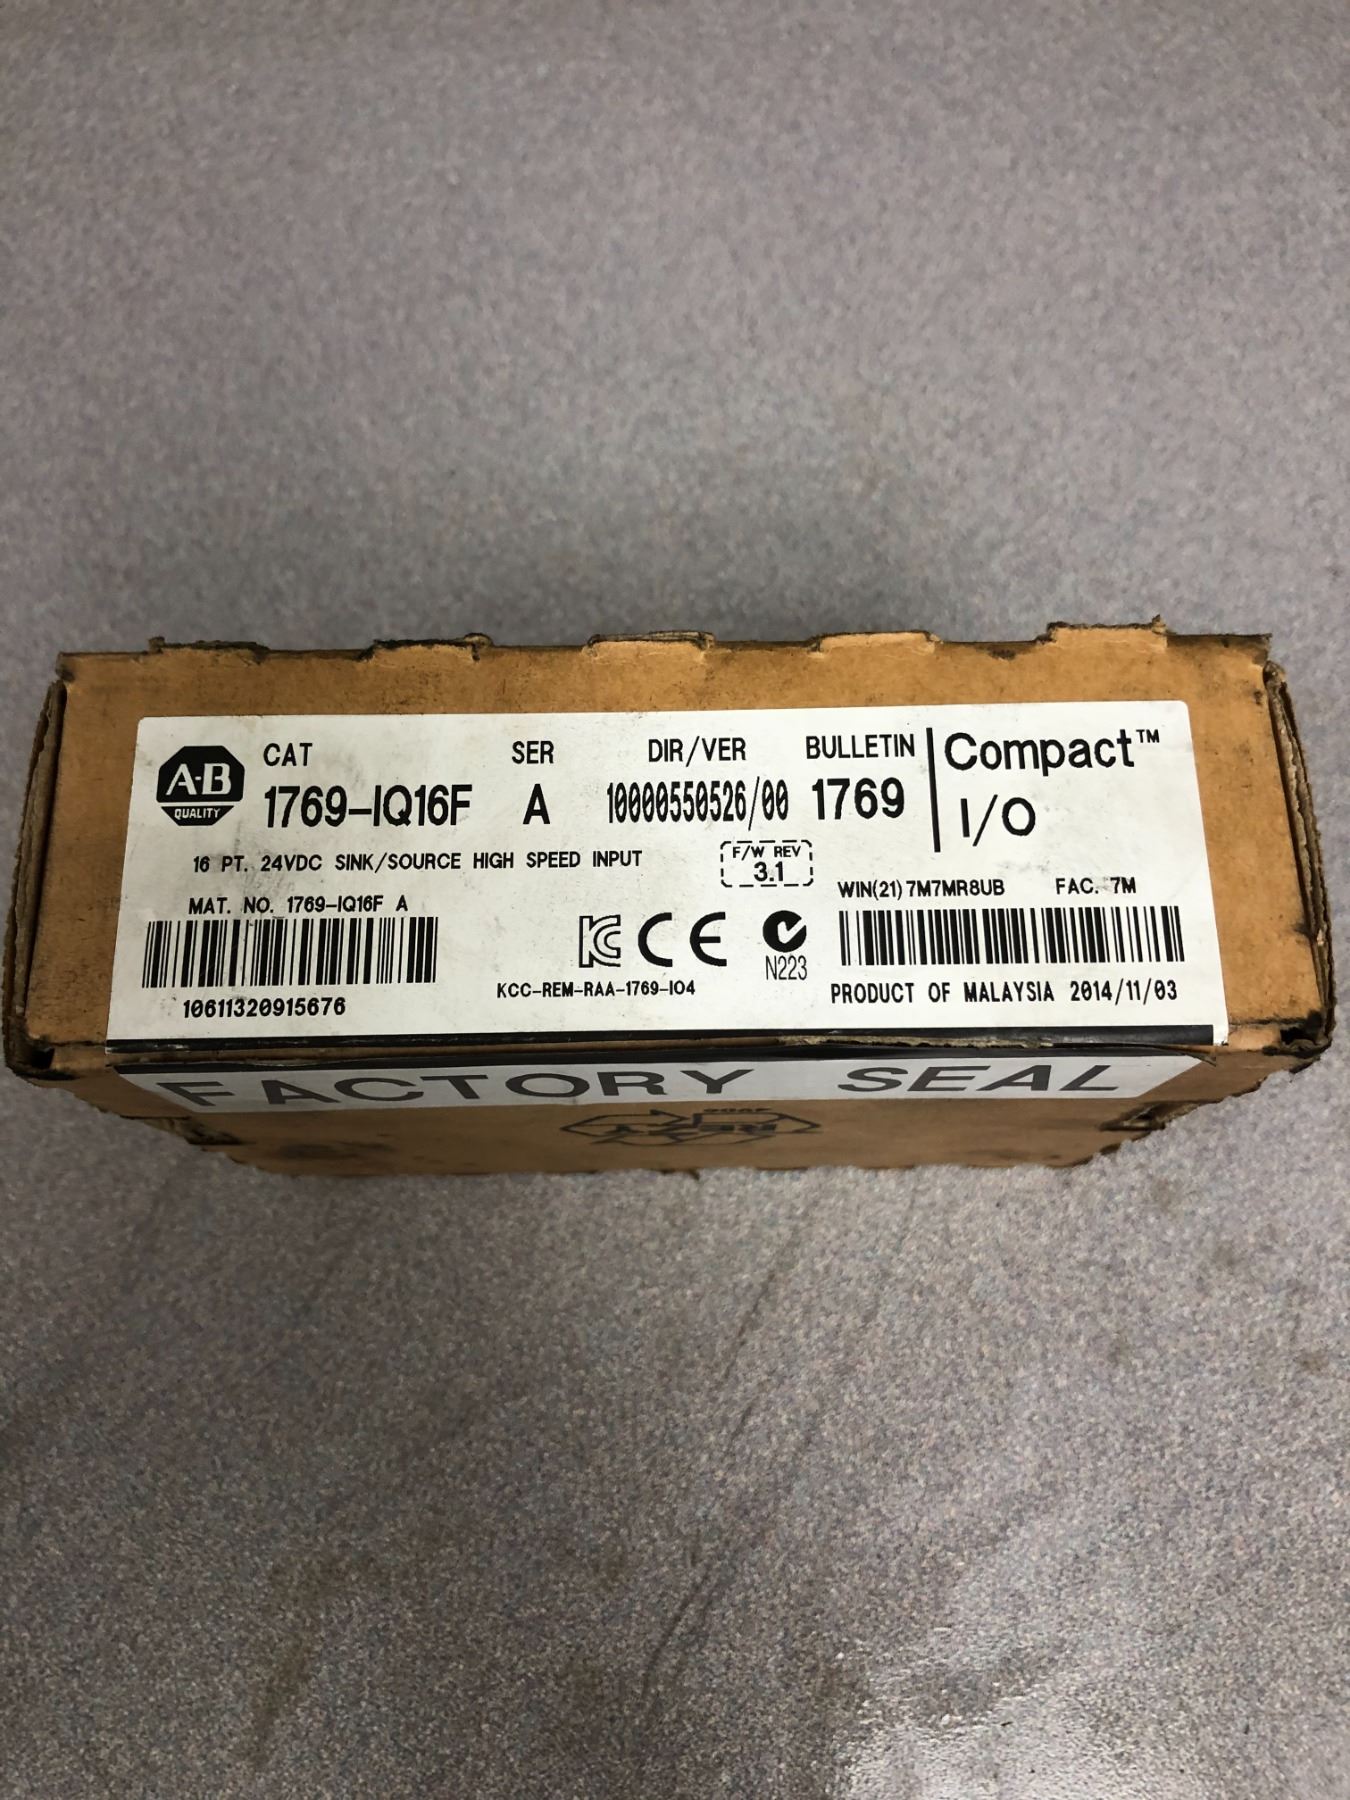 A-B
QUALITY
CAT SER DIR/VER BULLETIN
1769-IQ16F A 10000550526/00 1769
Compact™
I/O
16 PT. 24VDC SINK/SOURCE HIGH SPEED INPUT
F/W REV
3.1
MAT. NO. 1769-IQ16F A
10611320915676
KCC-REM-RAA-1769-IO4
CE
N223
WIN(21) 7M7MR8UB FAC. 7M
PRODUCT OF MALAYSIA 2014/11/03
FACTORY SEAL